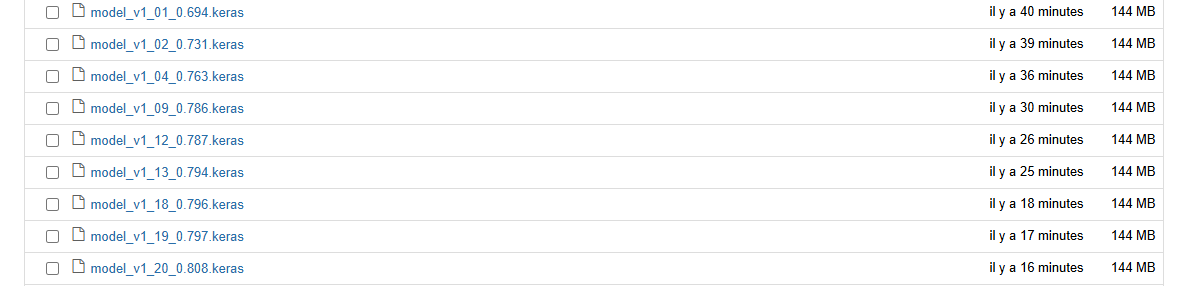 model_v1_01_0.694.keras il y a 40 minutes 144 MB
model_v1_02_0.731.keras il y a 39 minutes 144 MB
model_v1_04_0.763.keras il y a 36 minutes 144 MB
model_v1_09_0.786.keras il y a 30 minutes 144 MB
model_v1_12_0.787.keras il y a 26 minutes 144 MB
model_v1_13_0.794.keras il y a 25 minutes 144 MB
model_v1_18_0.796.keras il y a 18 minutes 144 MB
model_v1_19_0.797.keras il y a 17 minutes 144 MB
model_v1_20_0.808.keras il y a 16 minutes 144 MB